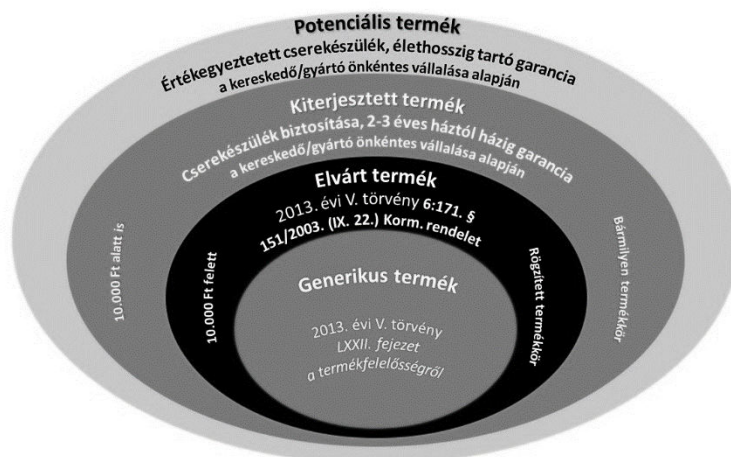 Potenciális termék
Értékegyeztetett cserekészülék, élethosszig tartó garancia
a kereskedő/gyártó önkéntes vállalása alapján
Kiterjesztett termék
Cserekészülék biztosítása, 2-3 éves háztól házig garancia
a kereskedő/gyártó önkéntes vállalása alapján
Elvárt termék
2013. évi V. törvény 6:171. §
151/2003. (IX. 22.) Korm. rendelet
10.000 Ft alatt is
10.000 Ft felett
Rögzített termékkör
Bármilyen termékkör
Generikus termék
2013. évi V. törvény
LXXII. fejezet
a termékfelelősségről